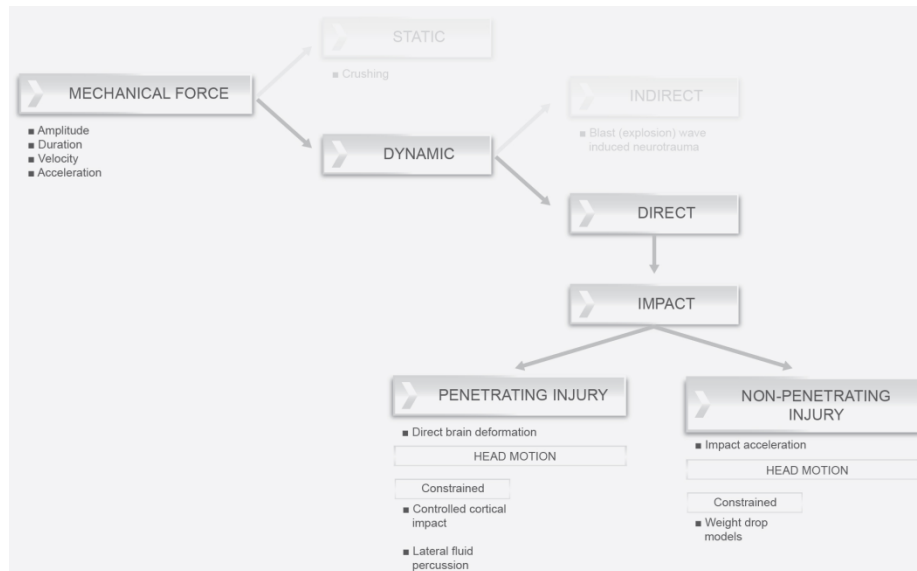 STATIC
■ Crushing
MECHANICAL FORCE
■ Amplitude
■ Duration
■ Velocity
■ Acceleration
INDIRECT
■ Blast (explosion) wave
induced neurotrauma
DYNAMIC
DIRECT
IMPACT
PENETRATING INJURY
■ Direct brain deformation
HEAD MOTION
Constrained
■ Controlled cortical
impact
■ Lateral fluid
percussion
NON-PENETRATING
INJURY
■ Impact acceleration
HEAD MOTION
Constrained
■ Weight drop
models